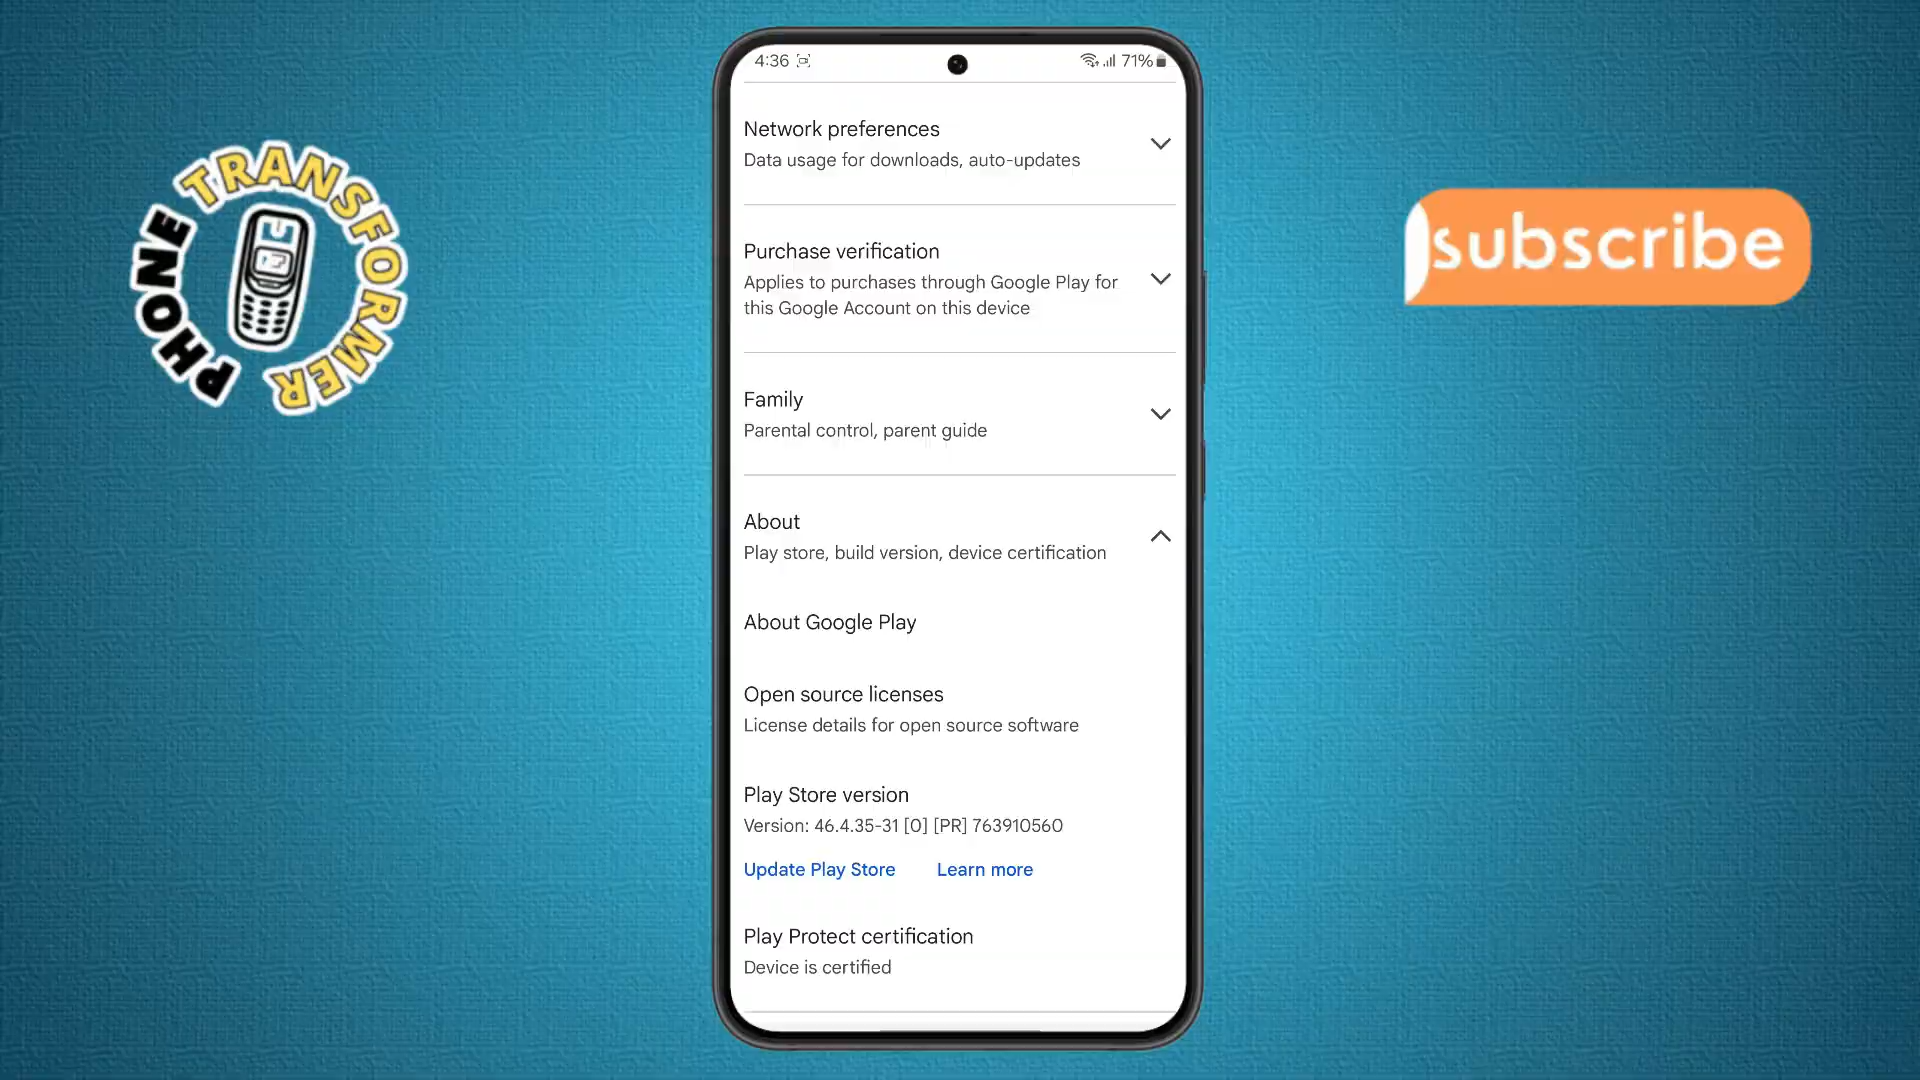 PHONE TRANSFORMER
subscribe
4:36
71%
Network preferences
Data usage for downloads, auto-updates
Purchase verification
Applies to purchases through Google Play for
this Google Account on this device
Family
Parental control, parent guide
About
Play store, build version, device certification
About Google Play
Open source licenses
License details for open source software
Play Store version
Version: 46.4.35-31 [0] [PR] 763910560
Update Play Store
Learn more
Play Protect certification
Device is certified